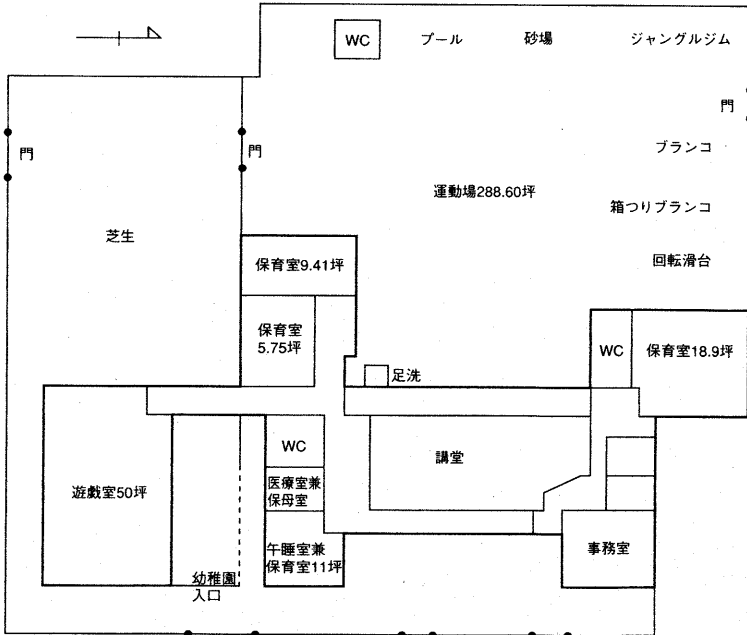 WC
プール
砂場
ジャングルジム
門
門
門
ブランコ
運動場288.60坪
箱つりブランコ
芝生
回転滑台
保育室9.41坪
保育室
5.75坪
WC
保育室18.9坪
足洗
WC
講堂
医療室兼
保母室
遊戯室50坪
午睡室兼
保育室11坪
事務室
幼稚園
入口